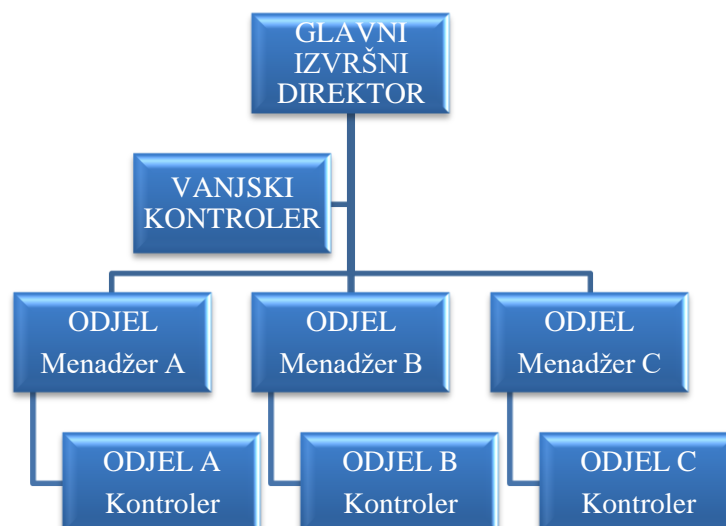 GLAVNI
IZVRŠNI
DIREKTOR
VANJSKI
KONTROLER
ODJEL
Menadžer A
ODJEL
Menadžer B
ODJEL
Menadžer C
ODJEL A
Kontroler
ODJEL B
Kontroler
ODJEL C
Kontroler